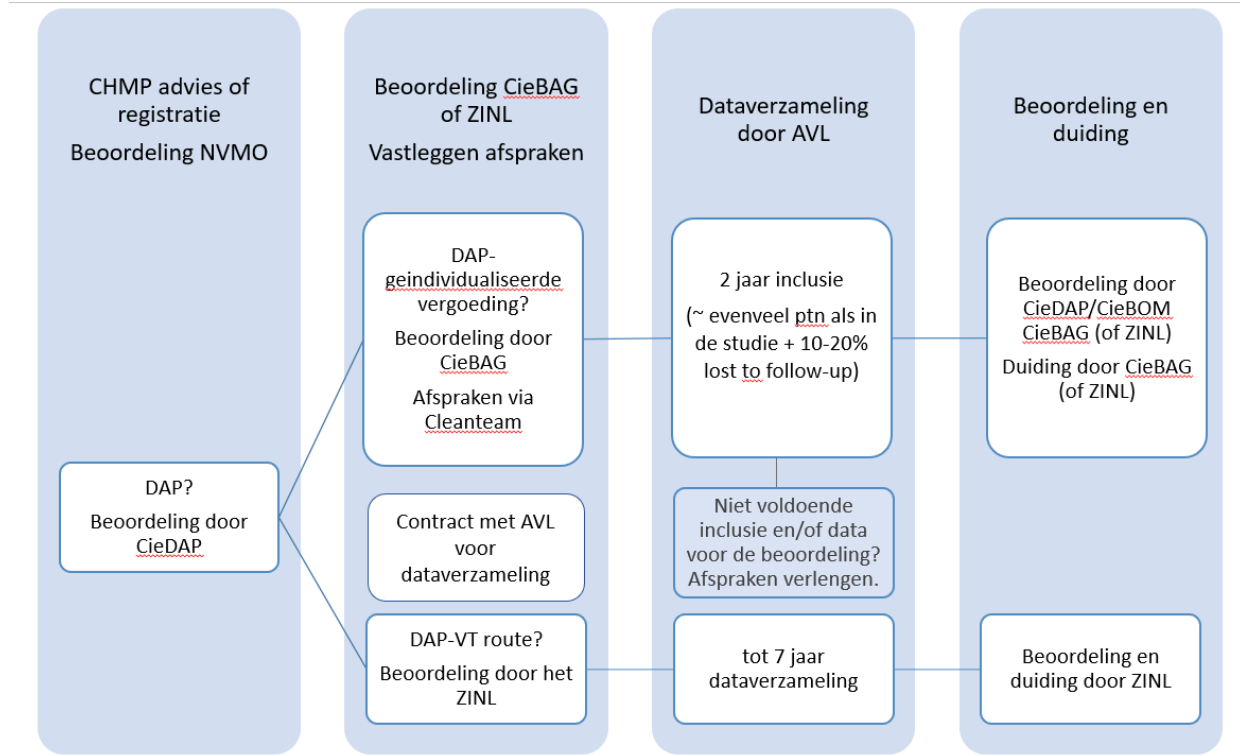 CHMP advies of
registratie
Beoordeling NVMO
DAP?
Beoordeling door
CieDAP
Beoordeling CieBAG
of ZINL
Vastleggen afspraken
DAP-
geindividualiseerde
vergoeding?
Beoordeling door
CieBAG
Afspraken via
Cleanteam
Contract met AVL
voor
dataverzameling
DAP-VT route?
Beoordeling door het
ZINL
Dataverzameling
door AVL
2 jaar inclusie
(~ evenveel ptn als in
de studie + 10-20%
lost to follow-up)
Niet voldoende
inclusie en/of data
voor de beoordeling?
Afspraken verlengen.
tot 7 jaar
dataverzameling
Beoordeling en
duiding
Beoordeling door
CieDAP/CieBOM
CieBAG (of ZINL)
Duiding door CieBAG
(of ZINL)
Beoordeling en
duiding door ZINL